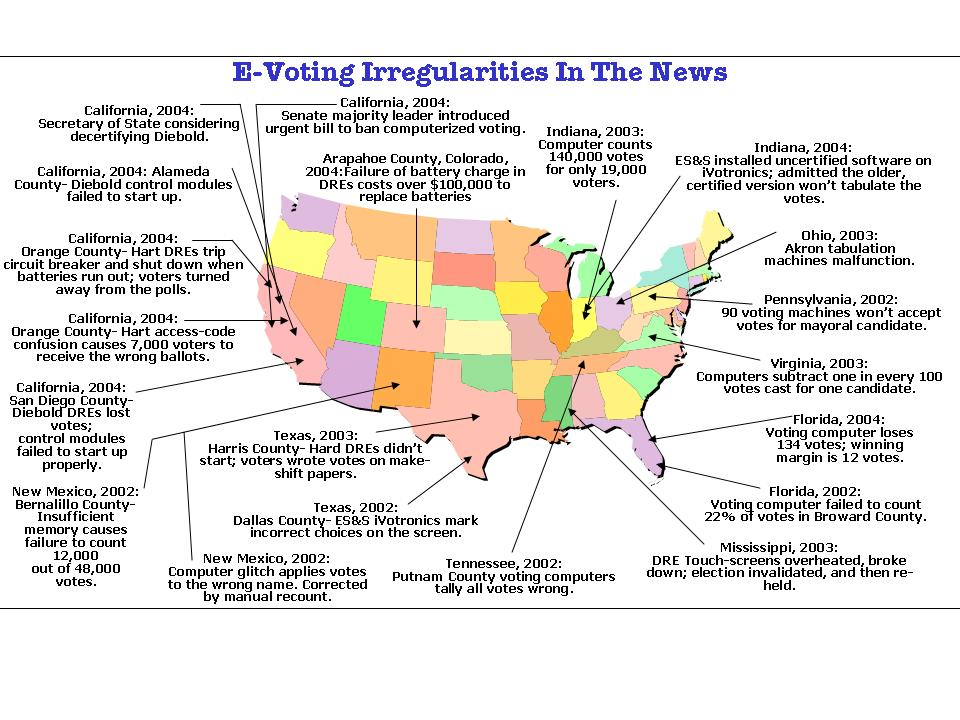 E-Voting Irregularities In The News
California, 2004:
Secretary of State considering
decertifying Diebold.
California, 2004:
Senate majority leader introduced
urgent bill to ban computerized voting.
Indiana, 2003:
Computer counts
140,000 votes
for only 19,000
voters.
Indiana, 2004:
ES&S installed uncertified software on
iVotronics; admitted the older,
certified version won't tabulate the
votes.
California, 2004: Alameda
County- Diebold control modules
failed to start up.
Arapahoe County, Colorado,
2004:Failure of battery charge in
DREs costs over $100,000 to
replace batteries
Ohio, 2003:
Akron tabulation
machines malfunction.
California, 2004:
Orange County- Hart DREs trip
circuit breaker and shut down when
batteries run out; voters turned
away from the polls.
Pennsylvania, 2002:
90 voting machines won't accept
votes for mayoral candidate.
California, 2004:
Orange County- Hart access-code
confusion causes 7,000 voters to
receive the wrong ballots.
Virginia, 2003:
Computers subtract one in every 100
votes cast for one candidate.
California, 2004:
San Diego County-
Diebold DREs lost
votes;
control modules
failed to start up
properly.
Florida, 2004:
Voting computer loses
134 votes; winning
margin is 12 votes.
Texas, 2003:
Harris County- Hard DREs didn't
start; voters wrote votes on make-
shift papers.
New Mexico, 2002:
Bernalillo County-
Insufficient
memory causes
failure to count
12,000
out of 48,000
votes.
Florida, 2002:
Voting computer failed to count
22% of votes in Broward County.
Texas, 2002:
Dallas County- ES&S iVotronics mark
incorrect choices on the screen.
Mississippi, 2003:
DRE Touch-screens overheated, broke
down; election invalidated, and then re-
held.
New Mexico, 2002:
Computer glitch applies votes
to the wrong name. Corrected
by manual recount.
Tennessee, 2002:
Putnam County voting computers
tally all votes wrong.